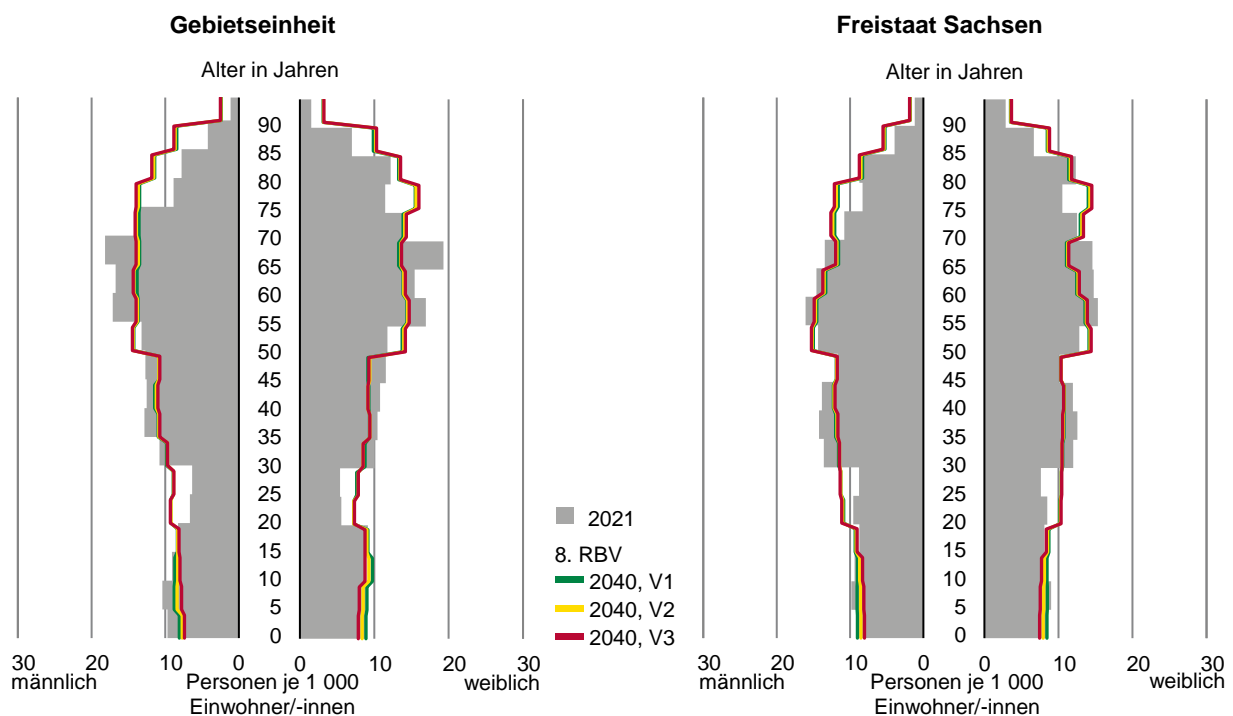 Gebietseinheit
Alter in Jahren
90
85
80
75
70
65
60
55
50
45
40
35
30
25
20
15
10
5
0
30 20 10 0 0 10 20 30
männlich Personen je 1 000 weiblich
Einwohner/-innen
2021
8. RBV
2040, V1
2040, V2
2040, V3
Freistaat Sachsen
Alter in Jahren
90
85
80
75
70
65
60
55
50
45
40
35
30
25
20
15
10
5
0
30 20 10 0 0 10 20 30
männlich Personen je 1 000 weiblich
Einwohner/-innen